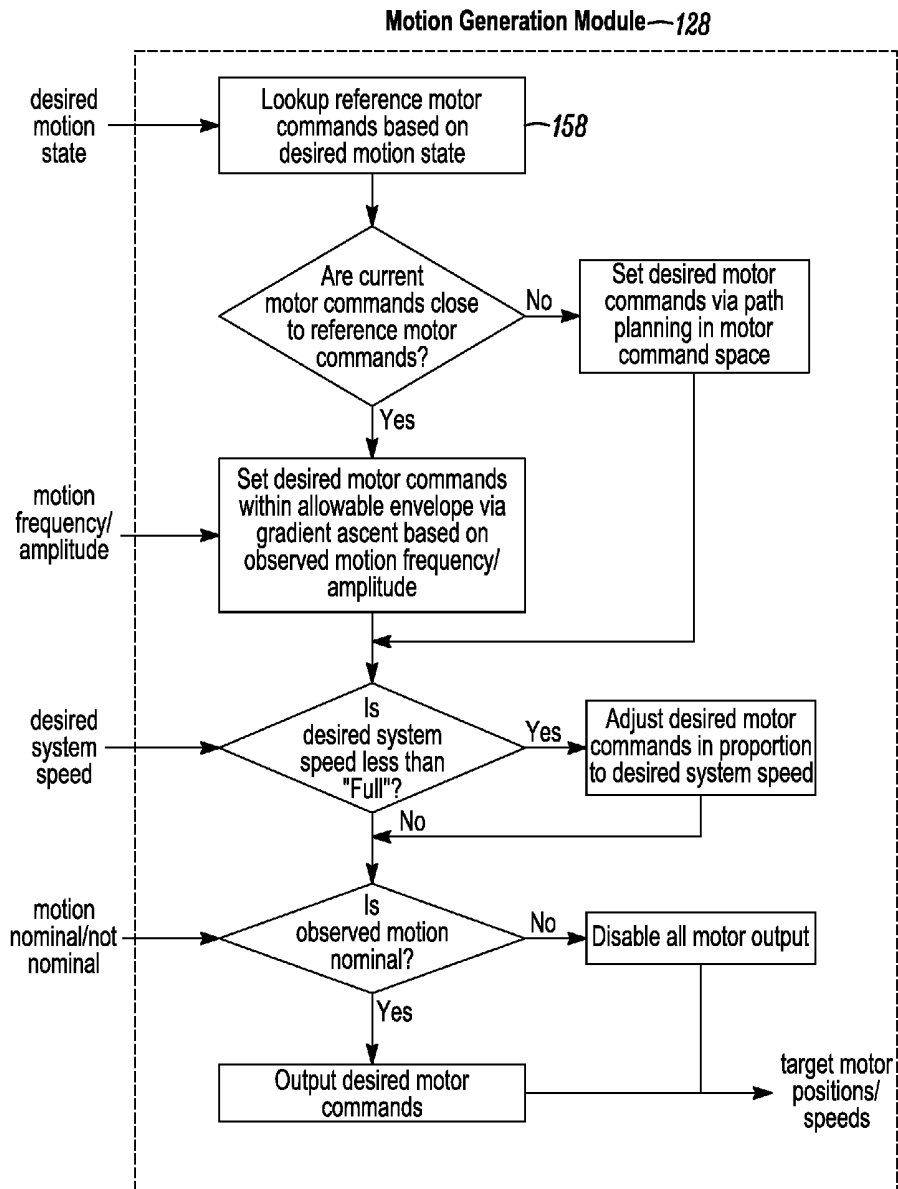 Motion Generation Module 128
desired
motion
state
Lookup reference motor
commands based on
desired motion state
158
Are current
motor commands close
to reference motor
commands?
No
Set desired motor
commands via path
planning in motor
command space
Yes
motion
frequency/
amplitude
Set desired motor commands
within allowable envelope via
gradient ascent based on
observed motion frequency/
amplitude
desired
system
speed
Is
desired system
speed less than
"Full"?
Yes
Adjust desired motor
commands in proportion
to desired system speed
No
motion
nominal/not
nominal
Is
observed motion
nominal?
No
Disable all motor output
Yes
Output desired motor
commands
target motor
positions/
speeds